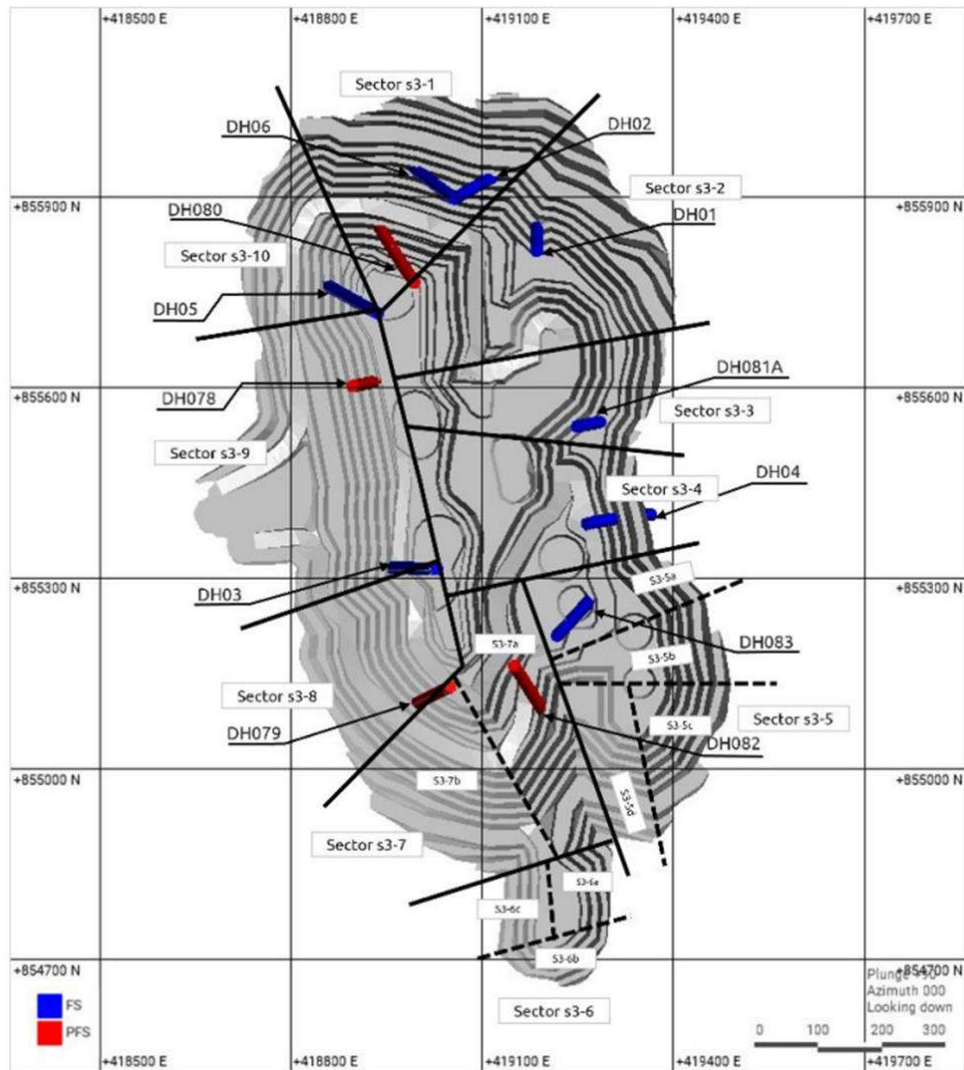 +418500 E
+418800 E
+419100 E
+419400 E
+419700 E
Sector s3-1
DH06
DH02
Sector s3-2
+855900 N
+855900 N
DH080
DH01
Sector s3-10
DH05
DH081A
+855600 N
+855600 N
DH078
Sector s3-3
Sector s3-9
Sector s3-4
DH04
+855300 N
+855300 N
S3-5a
DH03
S3-7a
DH083
S3-5b
Sector s3-8
Sector s3-5
S3-5c
DH079
DH082
+855000 N
+855000 N
S3-7b
S3-5d
Sector s3-7
S3-6a
S3-6c
S3-6b
+854700 N
+854700 N
Plunge +90
Azimuth 000
Looking down
FS
PFS
Sector s3-6
0 100 200 300
+418500 E
+418800 E
+419100 E
+419400 E
+419700 E